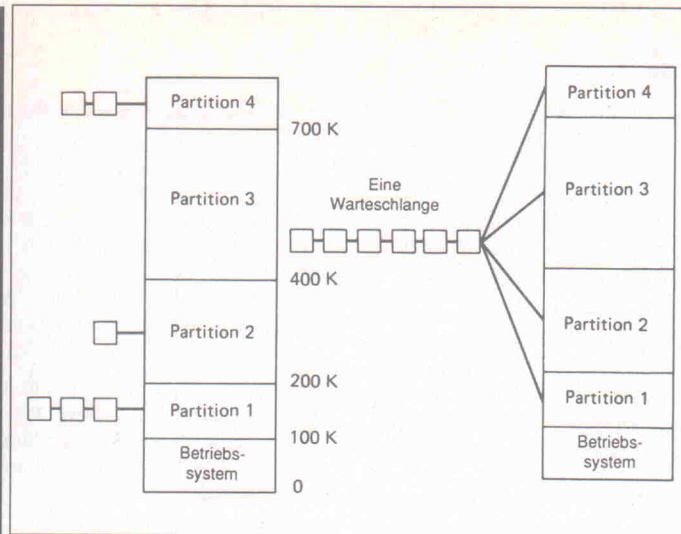 Partition 4
700 K
Partition 3
400 K
Partition 2
200 K
Partition 1
100 K
Betriebs-
system
0
Eine
Warteschlange
Partition 4
Partition 3
Partition 2
Partition 1
Betriebs-
system